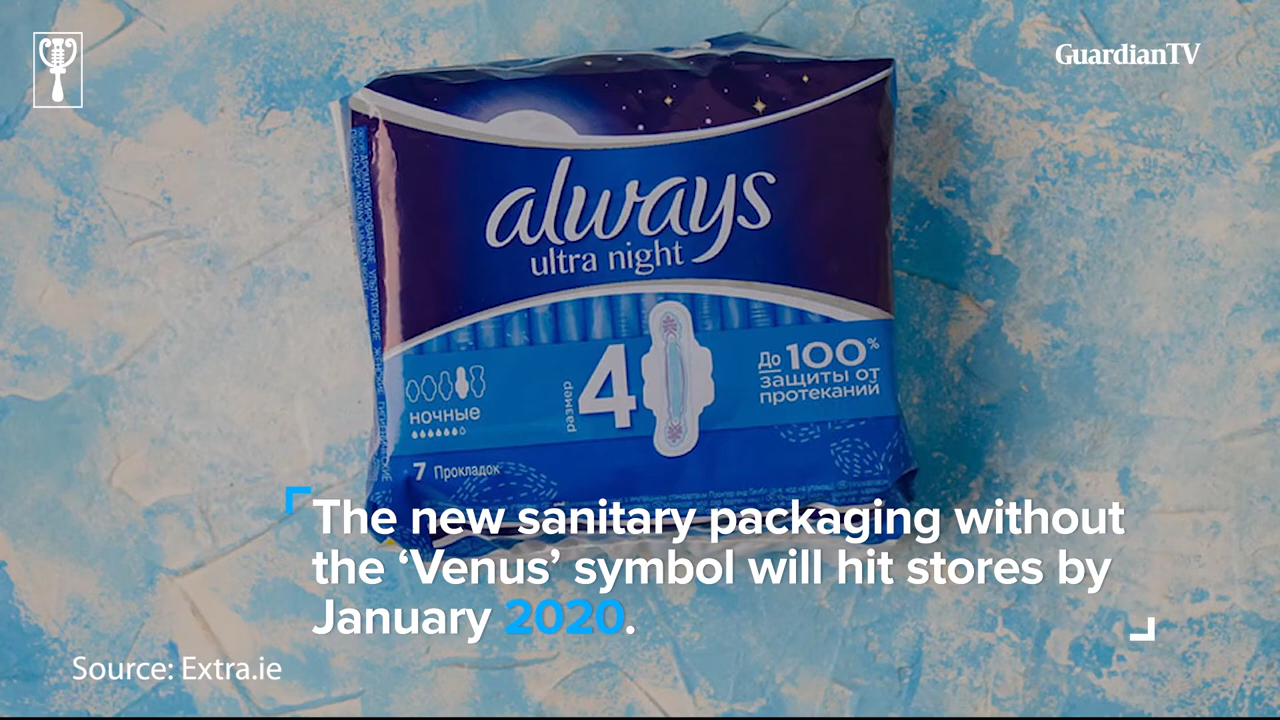 GuardianTV
always
ultra night
4
размер
До 100%
защиты от
протеканий
ночные
7 Прокладок
The new sanitary packaging without
the ‘Venus’ symbol will hit stores by
January 2020.
Source: Extra.ie